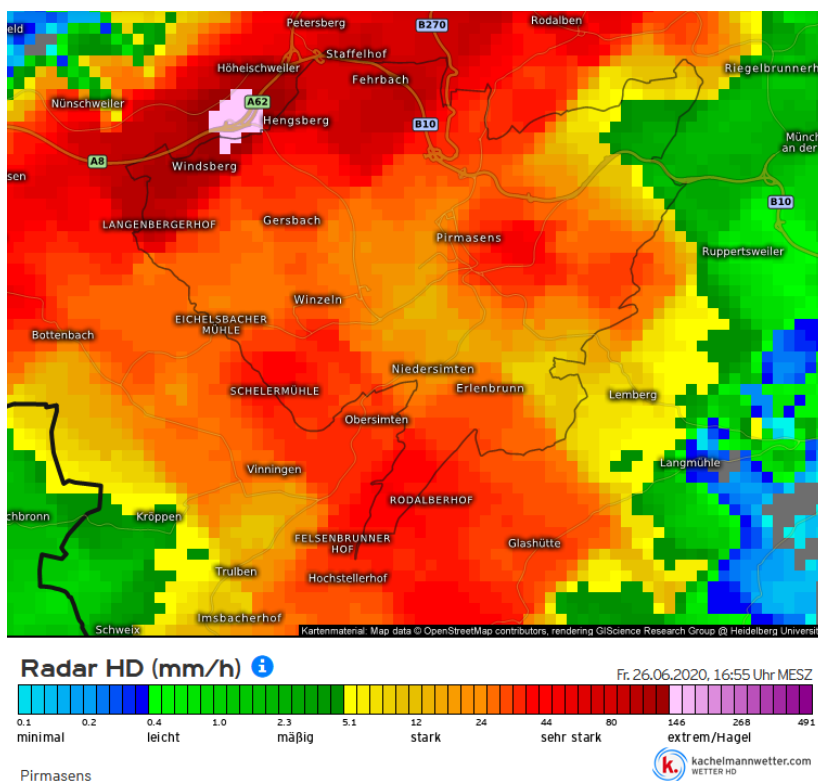 Petersberg
B270
Rodalben
eld
Staffelhof
Höheischweiler
Fehrbach
Riegelbrunnerh
Nünschweiler
A62
Hengsberg
B10
Münch
an der
A8
Windsberg
sen
B10
LANGENBERGERHOF
Gersbach
Pirmasens
Ruppertsweiler
Winzeln
EICHELSBACHER
MÜHLE
Bottenbach
Niedersimten
SCHELERMÜHLE
Erlenbrunn
Lemberg
Obersimten
Vinningen
Langmühle
RODALBERHOF
chbronn
Kröppen
FELSENBRUNNER
HOF
Glashütte
Trulben
Hochstellerhof
Imsbacherhof
Schweix
Kartenmaterial: Map data © OpenStreetMap contributors, rendering GIScience Research Group @ Heidelberg Universit
Radar HD (mm/h) i
Fr. 26.06.2020, 16:55 Uhr MESZ
0.1 0.2 0.4 1.0 2.3 5.1 12 24 44 80 146 268 491
minimal leicht mäßig stark sehr stark extrem/Hagel
Pirmasens
k. kachelmannwetter.com
WETTER HD